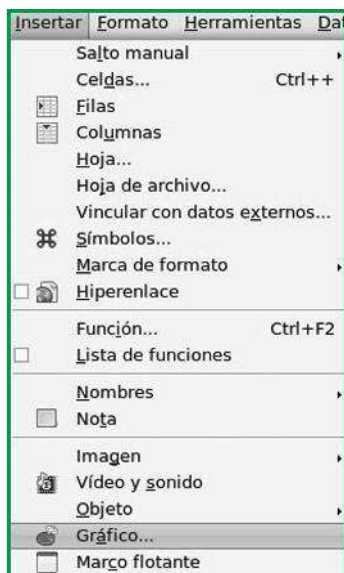 Insertar Formato Herramientas Dat
Salto manual
Celdas... Ctrl++
Filas
Columnas
Hoja...
Hoja de archivo...
Vincular con datos externos...
Símbolos...
Marca de formato
Hiperenlace
Función... Ctrl+F2
Lista de funciones
Nombres
Nota
Imagen
Vídeo y sonido
Objeto
Gráfico...
Marco flotante